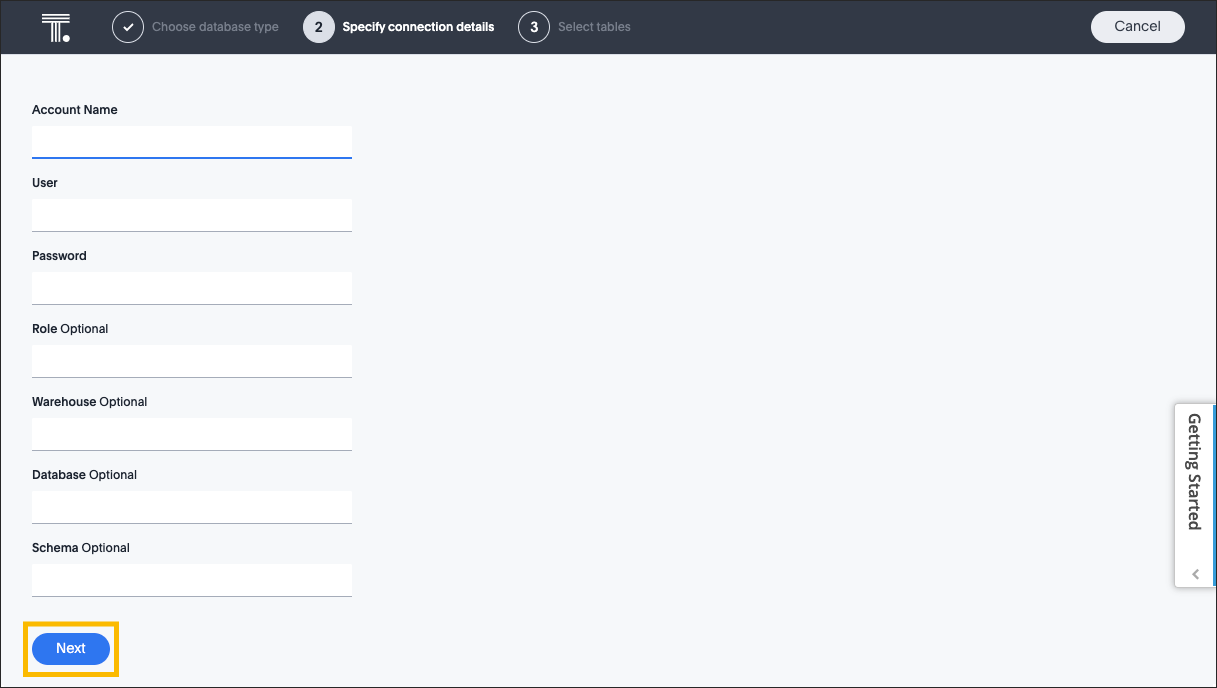 T.
Choose database type
2 Specify connection details
3 Select tables
Cancel
Account Name
User
Password
Role Optional
Warehouse Optional
Database Optional
Schema Optional
Next
Getting Started